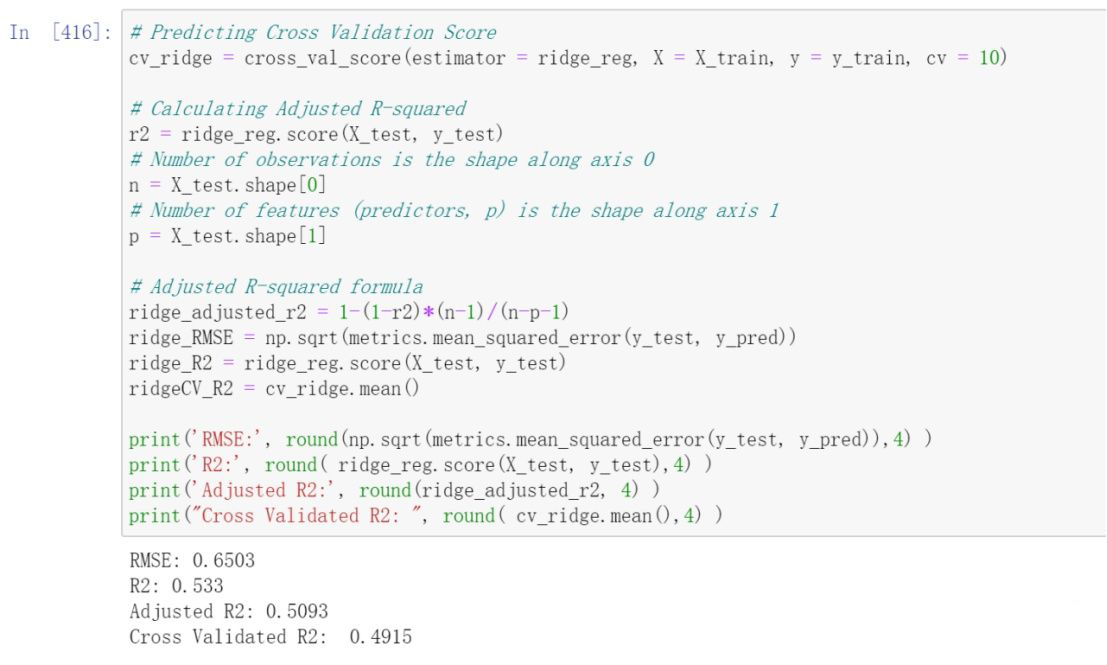 In [416]: # Predicting Cross Validation Score
cv_ridge = cross_val_score(estimator = ridge_reg, X = X_train, y = y_train, cv = 10)
# Calculating Adjusted R-squared
r2 = ridge_reg.score(X_test, y_test)
# Number of observations is the shape along axis 0
n = X_test.shape[0]
# Number of features (predictors, p) is the shape along axis 1
p = X_test.shape[1]
# Adjusted R-squared formula
ridge_adjusted_r2 = 1-(1-r2)*(n-1)/(n-p-1)
ridge_RMSE = np.sqrt(metrics.mean_squared_error(y_test, y_pred))
ridge_R2 = ridge_reg.score(X_test, y_test)
ridgeCV_R2 = cv_ridge.mean()
print('RMSE:', round(np.sqrt(metrics.mean_squared_error(y_test, y_pred)),4) )
print('R2:', round( ridge_reg.score(X_test, y_test),4) )
print('Adjusted R2:', round(ridge_adjusted_r2, 4) )
print("Cross Validated R2: ", round( cv_ridge.mean(),4) )
RMSE: 0.6503
R2: 0.533
Adjusted R2: 0.5093
Cross Validated R2:  0.4915